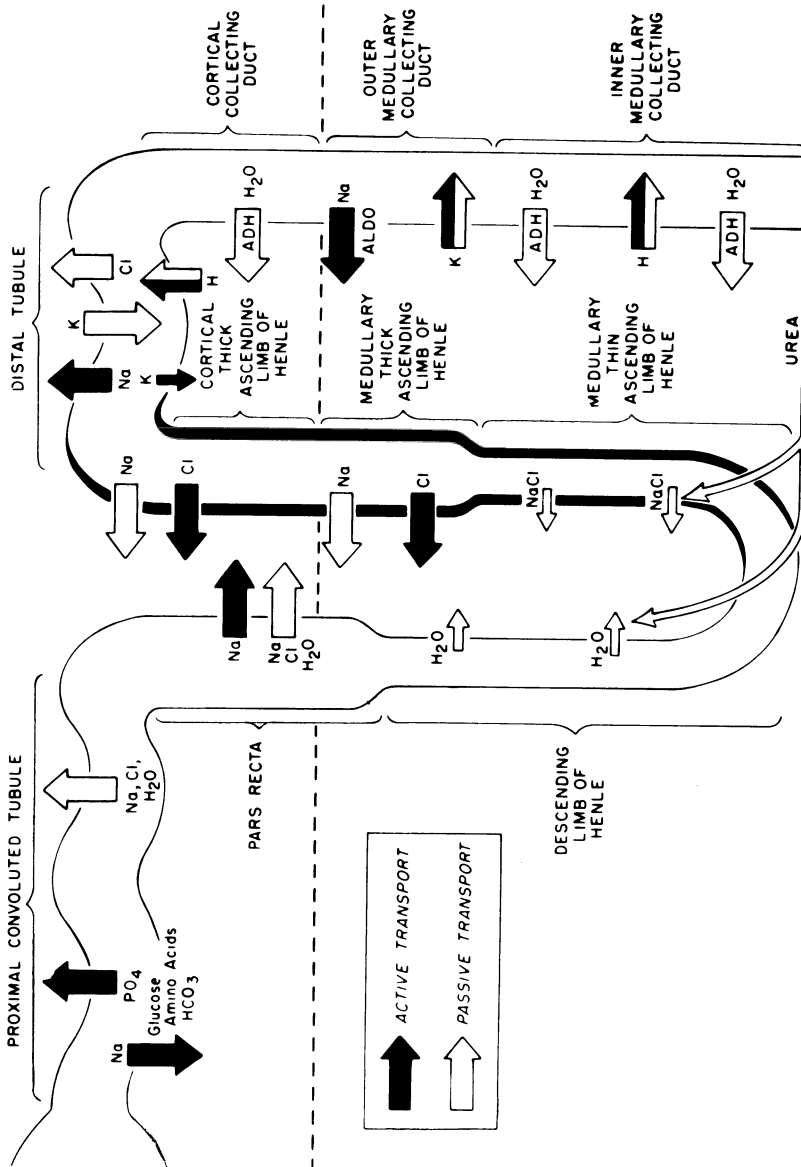 PROXIMAL CONVOLUTED TUBULE
DISTAL TUBULE
Na
PO4
Glucose
Amino Acids
HCO3
Na, Cl,
H2O
PARS RECTA
Na
Na
Cl
H2O
DESCENDING
LIMB OF
HENLE
H2O
H2O
Na
Cl
Na
Cl
NaCl
NaCl
Na
K
K
Cl
H
CORTICAL
THICK
ASCENDING
LIMB OF
HENLE
MEDULLARY
THICK
ASCENDING
LIMB OF
HENLE
MEDULLARY
THIN
ASCENDING
LIMB OF
HENLE
UREA
ADH H2O
Na
ALDO
K
ADH H2O
H
ADH H2O
CORTICAL
COLLECTING
DUCT
OUTER
MEDULLARY
COLLECTING
DUCT
INNER
MEDULLARY
COLLECTING
DUCT
ACTIVE TRANSPORT
PASSIVE TRANSPORT